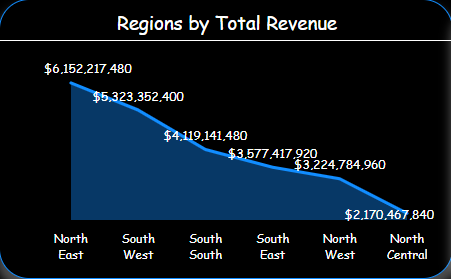 Regions by Total Revenue
$6,152,217,480
$5,323,352,400
$4,119,141,480
$3,577,417,920
$3,224,784,960
$2,170,467,840
North East
South West
South South
South East
North West
North Central